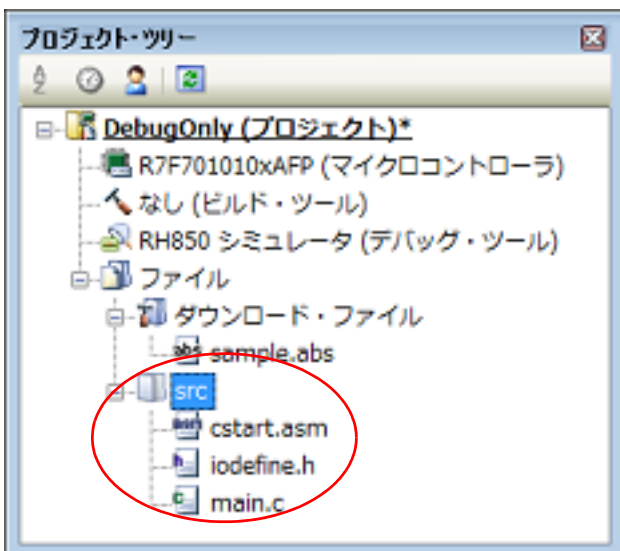 プロジェクト・ツリー
DebugOnly (プロジェクト)*
R7F701010xAFP (マイクロコントローラ)
なし (ビルド・ツール)
RH850 シミュレータ (デバッグ・ツール)
ファイル
ダウンロード・ファイル
abs sample.abs
src
asm cstart.asm
h iodefine.h
c main.c